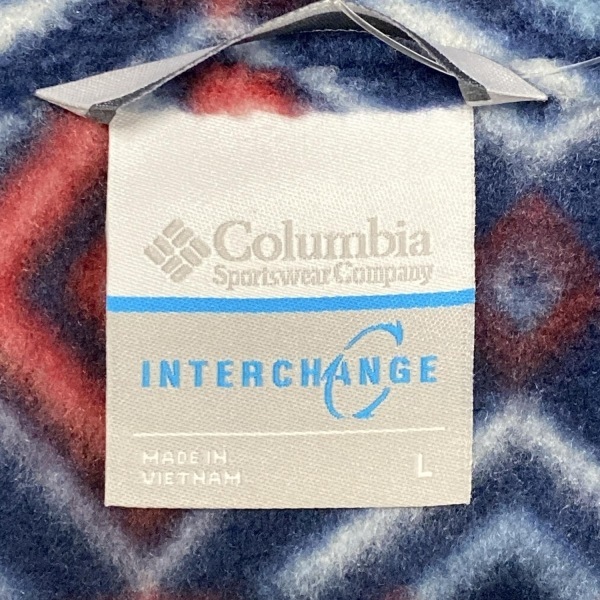 Columbia
Sportswear Company
INTERCHANGE
MADE IN
VIETNAM
L